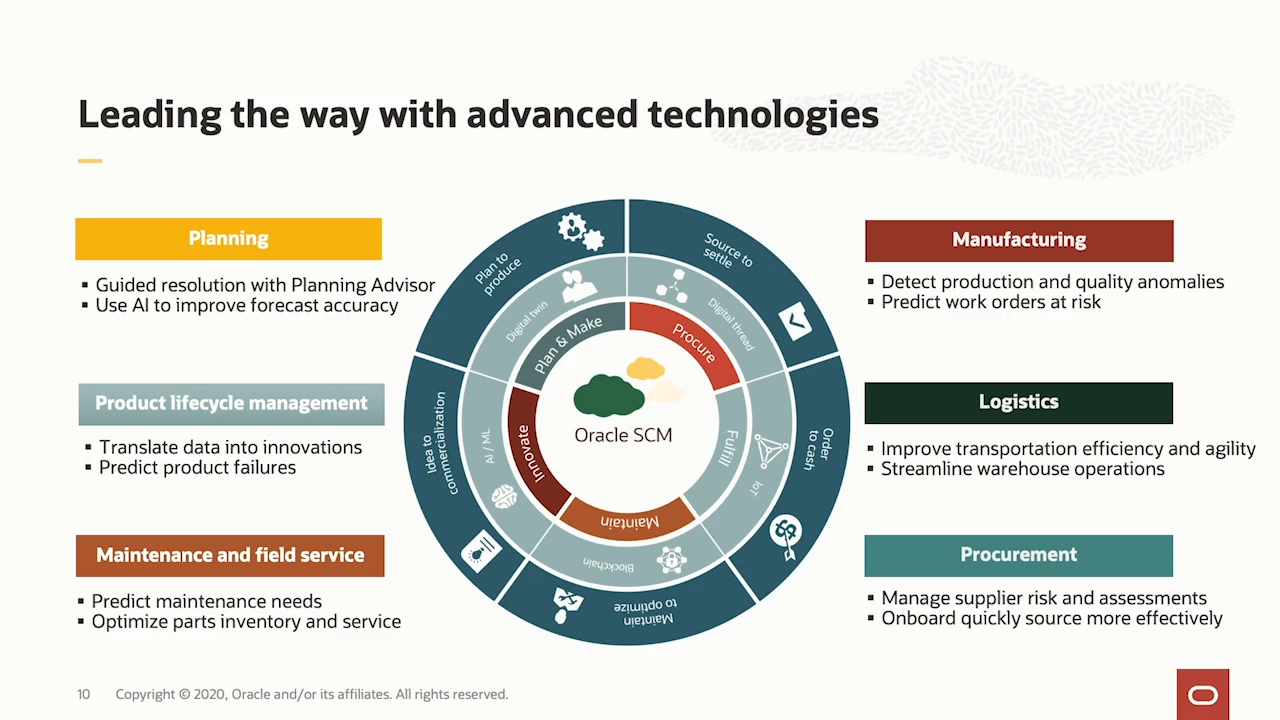 Leading the way with advanced technologies
Planning
▪ Guided resolution with Planning Advisor
▪ Use AI to improve forecast accuracy
Product lifecycle management
▪ Translate data into innovations
▪ Predict product failures
Maintenance and field service
▪ Predict maintenance needs
▪ Optimize parts inventory and service
Plan to
produce
Source to
settle
Order
to cash
Maintain
to optimize
Idea to
commercialization
Digital twin
Digital thread
IoT
Blockchain
AI / ML
Plan & Make
Procure
Fulfill
Maintain
Innovate
Oracle SCM
Manufacturing
▪ Detect production and quality anomalies
▪ Predict work orders at risk
Logistics
▪ Improve transportation efficiency and agility
▪ Streamline warehouse operations
Procurement
▪ Manage supplier risk and assessments
▪ Onboard quickly source more effectively
10 Copyright © 2020, Oracle and/or its affiliates. All rights reserved.